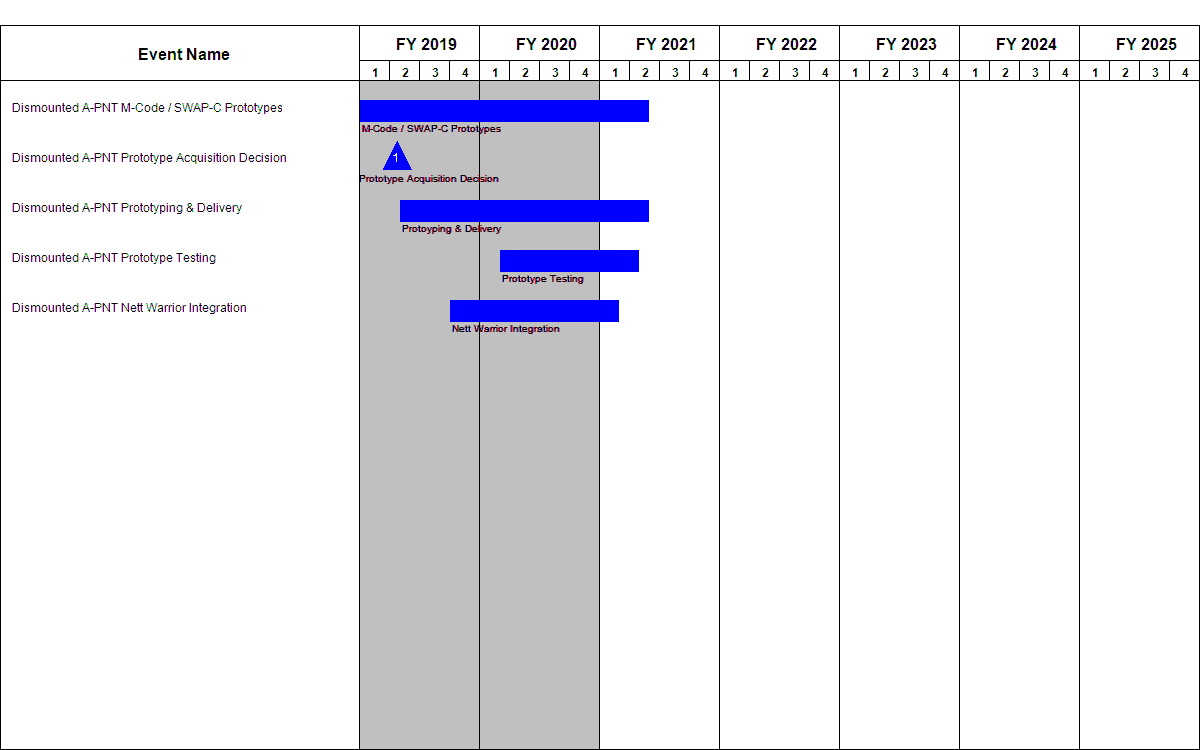 Event Name
FY 2019 FY 2020 FY 2021 FY 2022 FY 2023 FY 2024 FY 2025
1 2 3 4 1 2 3 4 1 2 3 4 1 2 3 4 1 2 3 4 1 2 3 4 1 2 3 4
Dismounted A-PNT M-Code / SWAP-C Prototypes
M-Code / SWAP-C Prototypes
Dismounted A-PNT Prototype Acquisition Decision
1
Prototype Acquisition Decision
Dismounted A-PNT Prototyping & Delivery
Protoyping & Delivery
Dismounted A-PNT Prototype Testing
Prototype Testing
Dismounted A-PNT Nett Warrior Integration
Nett Warrior Integration